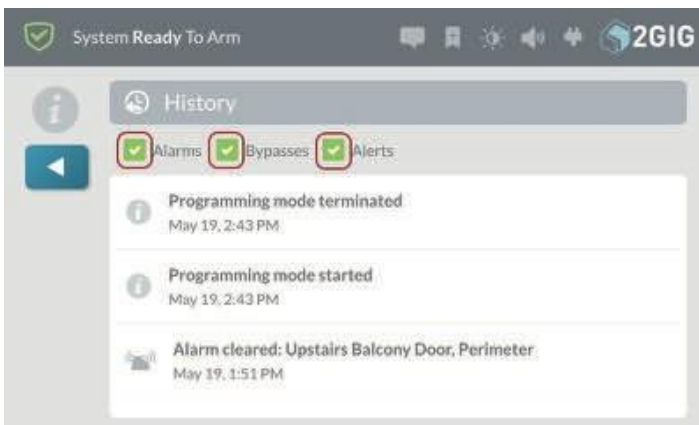 System Ready To Arm
2GIG
History
Alarms Bypasses Alerts
Programming mode terminated
May 19, 2:43 PM
Programming mode started
May 19, 2:43 PM
Alarm cleared: Upstairs Balcony Door, Perimeter
May 19, 1:51 PM